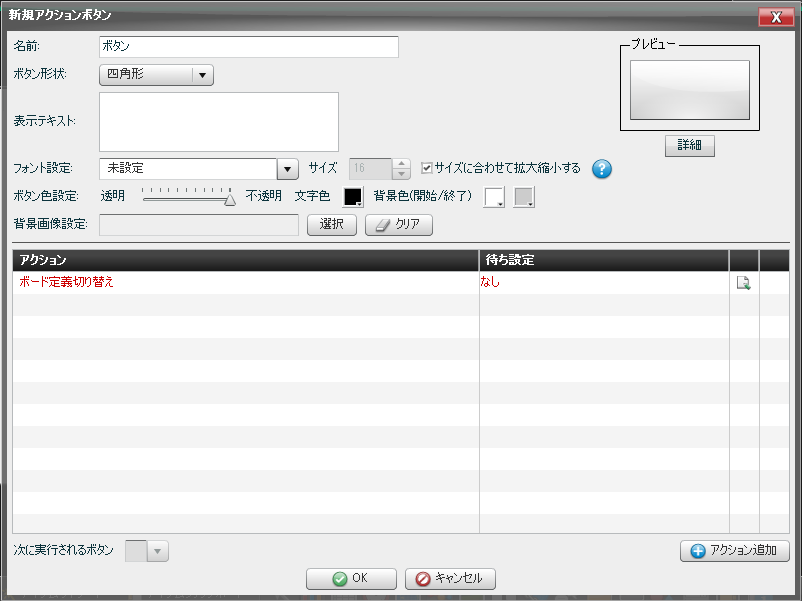 新規アクションボタン
名前: ボタン
プレビュー
ボタン形状: 四角形
表示テキスト:
詳細
フォント設定: 未設定 サイズ 16 サイズに合わせて拡大縮小する ?
ボタン色設定: 透明 不透明 文字色 背景色(開始/終了)
背景画像設定: 選択 クリア
アクション 待ち設定
ボード定義切り替え なし
次に実行されるボタン アクション追加
OK キャンセル